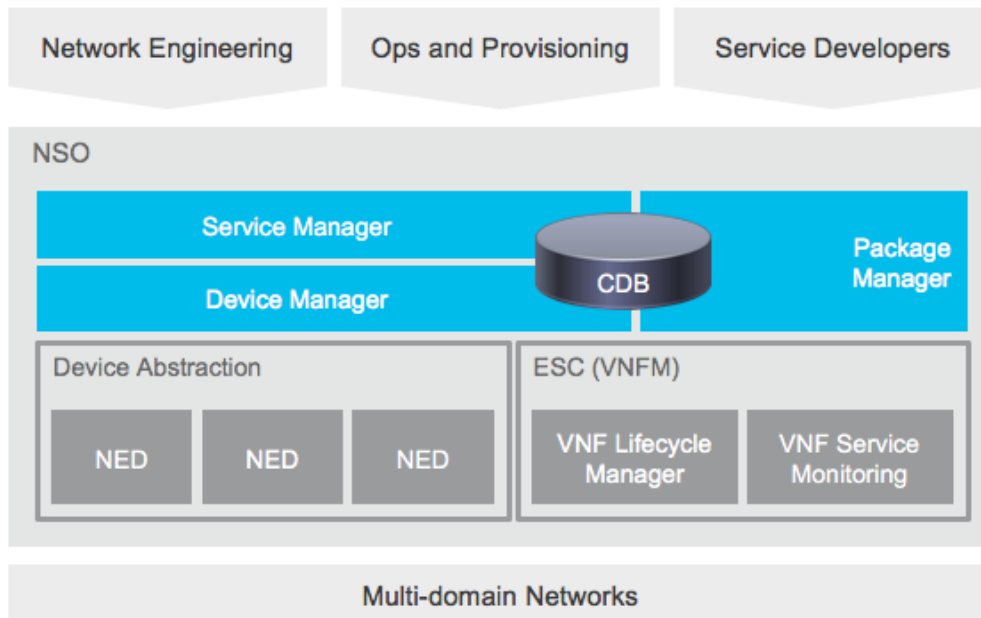 Network Engineering
Ops and Provisioning
Service Developers
NSO
Service Manager
Device Manager
CDB
Package
Manager
Device Abstraction
NED
NED
NED
ESC (VNFM)
VNF Lifecycle
Manager
VNF Service
Monitoring
Multi-domain Networks